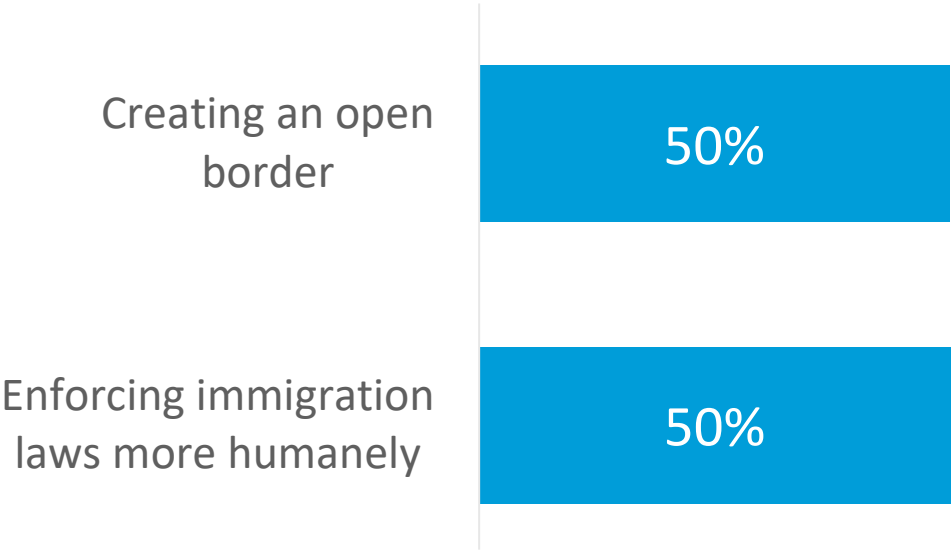 Creating an open
border
50%
Enforcing immigration
laws more humanely
50%